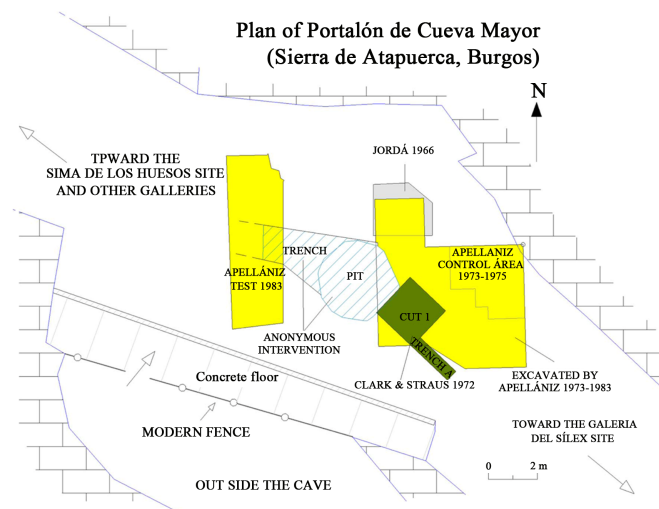 Plan of Portalón de Cueva Mayor
(Sierra de Atapuerca, Burgos)
N
JORDÁ 1966
TPWARD THE
SIMA DE LOS HUESOS SITE
AND OTHER GALLERIES
TRENCH
APELLÁNIZ
TEST 1983
PIT
APELLANIZ
CONTROL ÁREA
1973-1975
CUT 1
TRENCH A
ANONYMOUS
INTERVENTION
CLARK & STRAUS 1972
EXCAVATED BY
APELLÁNIZ 1973-1983
Concrete floor
MODERN FENCE
TOWARD THE GALERIA
DEL SÍLEX SITE
0 2 m
OUT SIDE THE CAVE